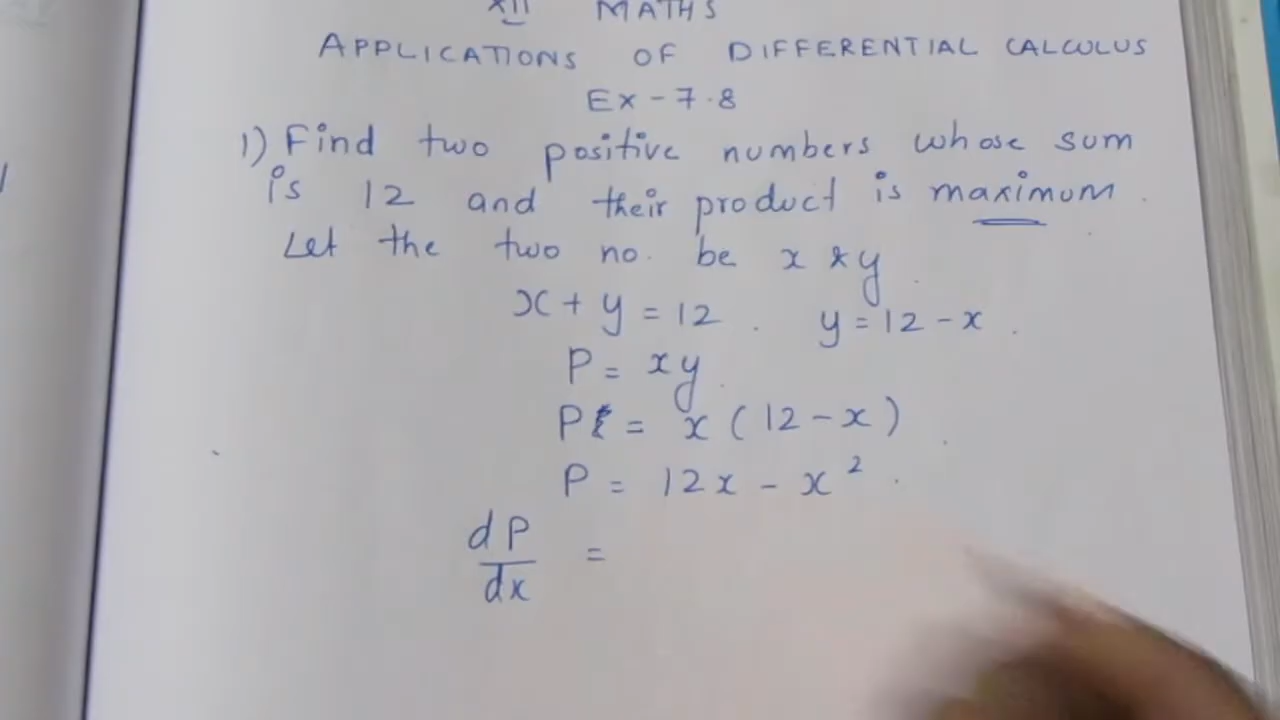 XII MATHS
APPLICATIONS OF DIFFERENTIAL CALCULUS
Ex - 7.8
1) Find two positive numbers whose sum
is 12 and their product is maximum.
Let the two no. be x & y
x + y = 12 . y = 12 - x .
P = xy .
P = x (12 - x)
P = 12x - x² .
dP/dx =